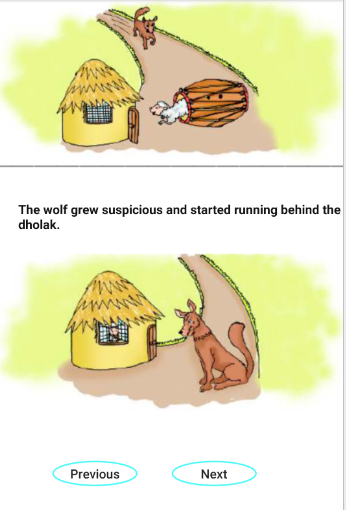 The wolf grew suspicious and started running behind the
dholak.
Previous
Next